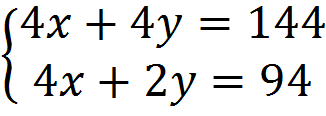 4x + 4y = 144
4x + 2y = 94